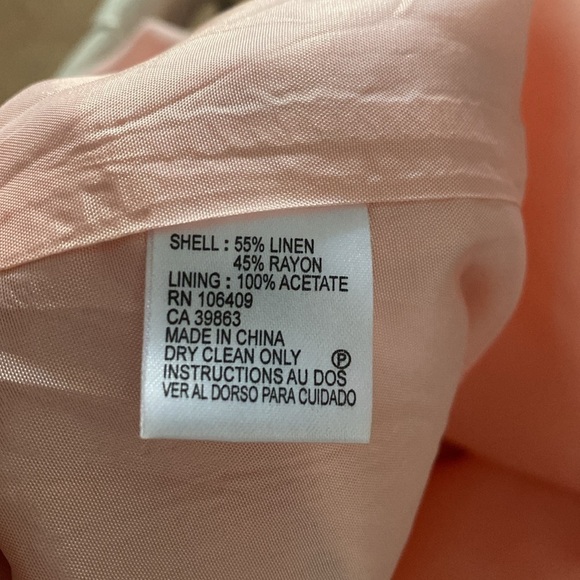 SHELL : 55% LINEN
45% RAYON
LINING : 100% ACETATE
RN 106409
CA 39863
MADE IN CHINA
DRY CLEAN ONLY Ⓟ
INSTRUCTIONS AU DOS
VER AL DORSO PARA CUIDADO